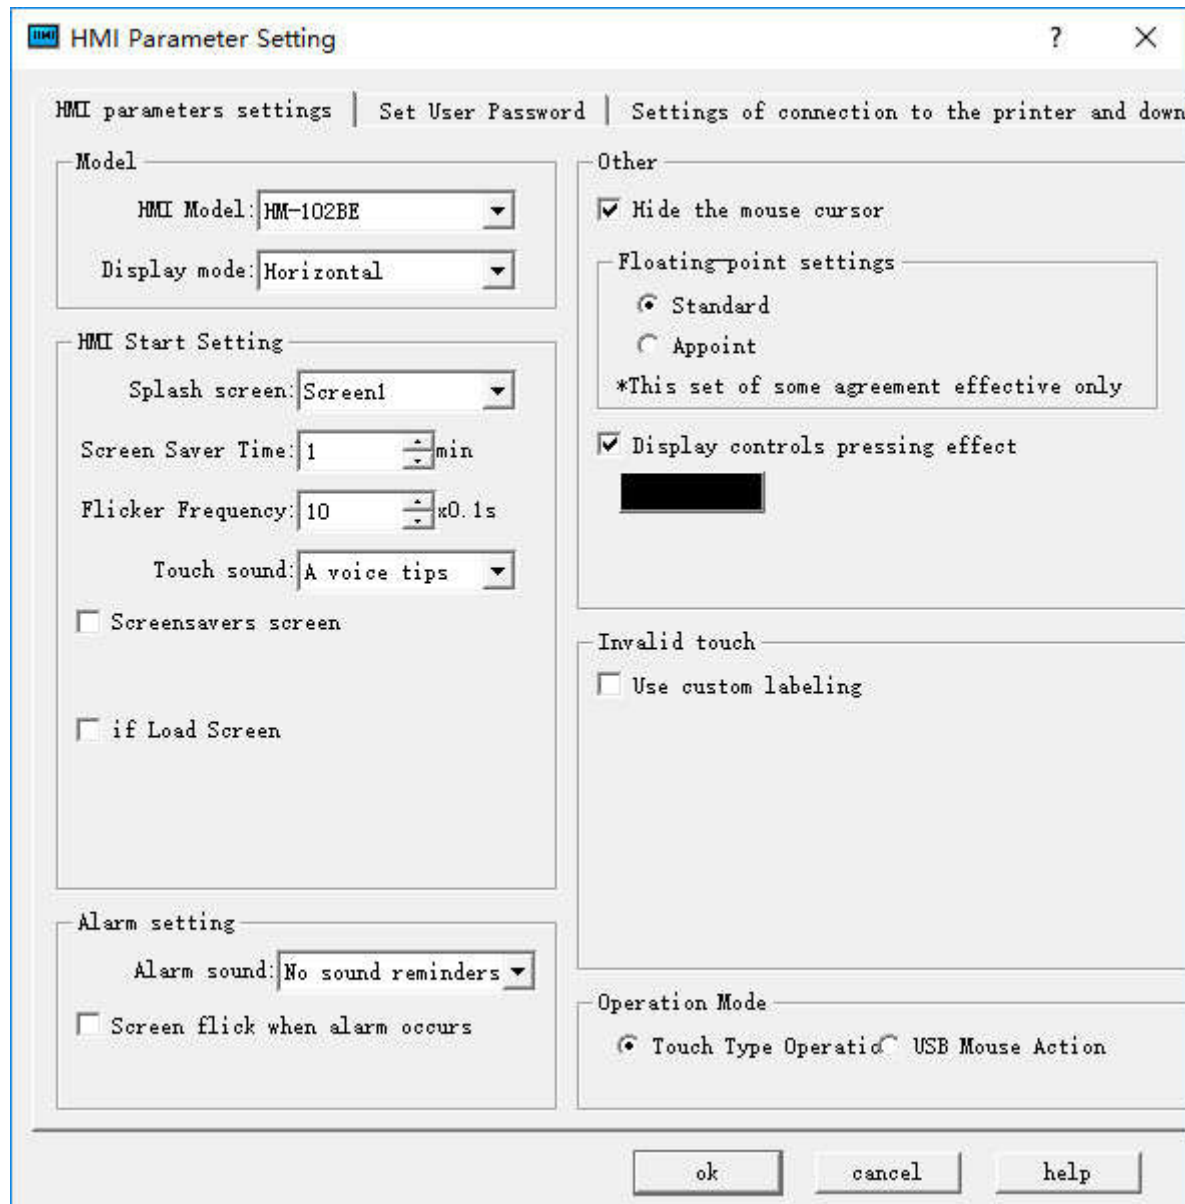 HMI
HMI Parameter Setting
HMI parameters settings
Set User Password
Settings of connection to the printer and down
Model
HMI Model: HM-102BE
Display mode: Horizontal
HMI Start Setting
Splash screen: Screen1
Screen Saver Time: 1 min
Flicker Frequency: 10 x0.1s
Touch sound: A voice tips
Screensavers screen
if Load Screen
Alarm setting
Alarm sound: No sound reminders
Screen flick when alarm occurs
Other
Hide the mouse cursor
Floating-point settings
Standard
Appoint
*This set of some agreement effective only
Display controls pressing effect
Invalid touch
Use custom labeling
Operation Mode
Touch Type Operatio
USB Mouse Action
ok
cancel
help